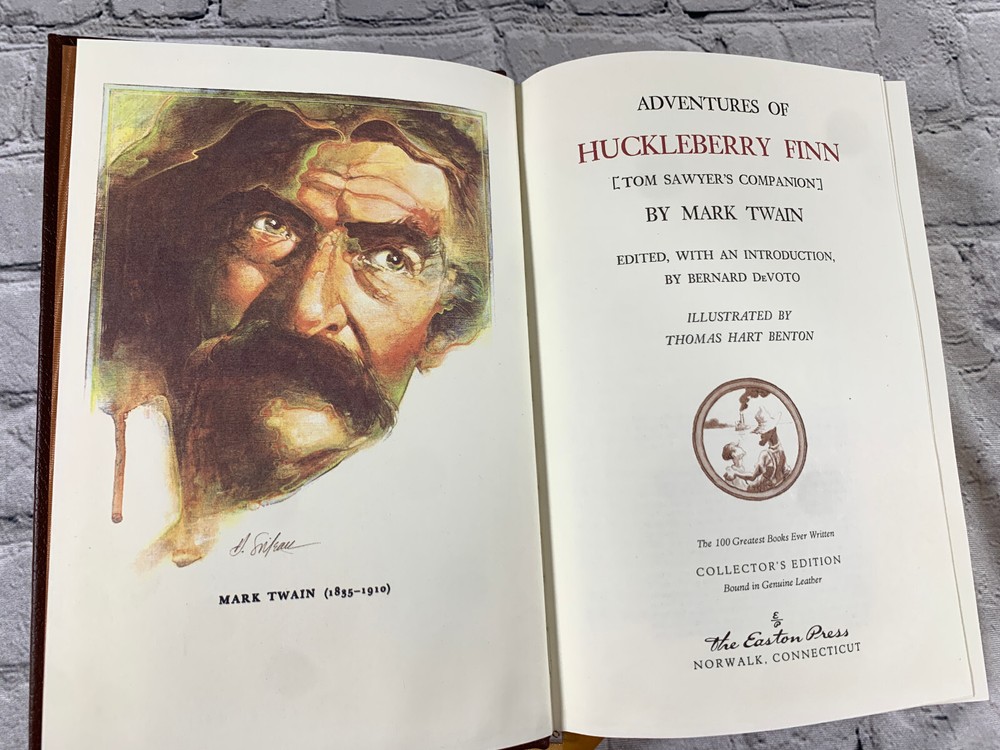 MARK TWAIN (1835–1910)
ADVENTURES OF
HUCKLEBERRY FINN
[TOM SAWYER'S COMPANION]
BY MARK TWAIN
EDITED, WITH AN INTRODUCTION,
BY BERNARD DeVOTO
ILLUSTRATED BY
THOMAS HART BENTON
The 100 Greatest Books Ever Written
COLLECTOR'S EDITION
Bound in Genuine Leather
E/P
the Easton Press
NORWALK, CONNECTICUT